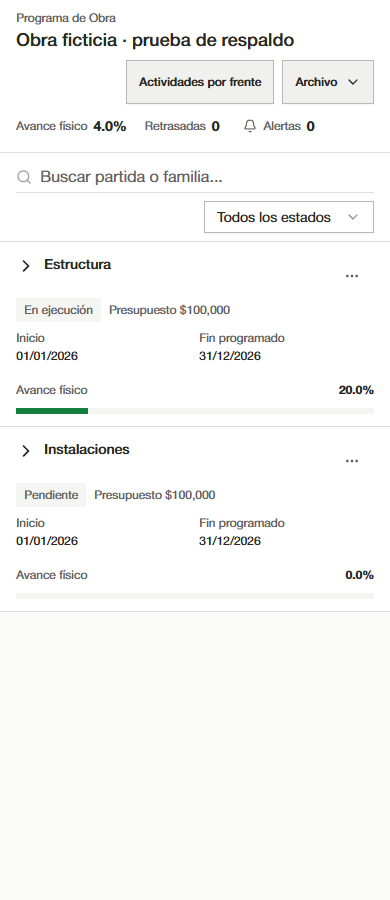 Programa de Obra
Obra ficticia · prueba de respaldo
Actividades por frente Archivo
Avance físico 4.0% Retrasadas 0 Alertas 0
Buscar partida o familia...
Todos los estados
Estructura
En ejecución Presupuesto $100,000
Inicio Fin programado
01/01/2026 31/12/2026
Avance físico 20.0%
Instalaciones
Pendiente Presupuesto $100,000
Inicio Fin programado
01/01/2026 31/12/2026
Avance físico 0.0%